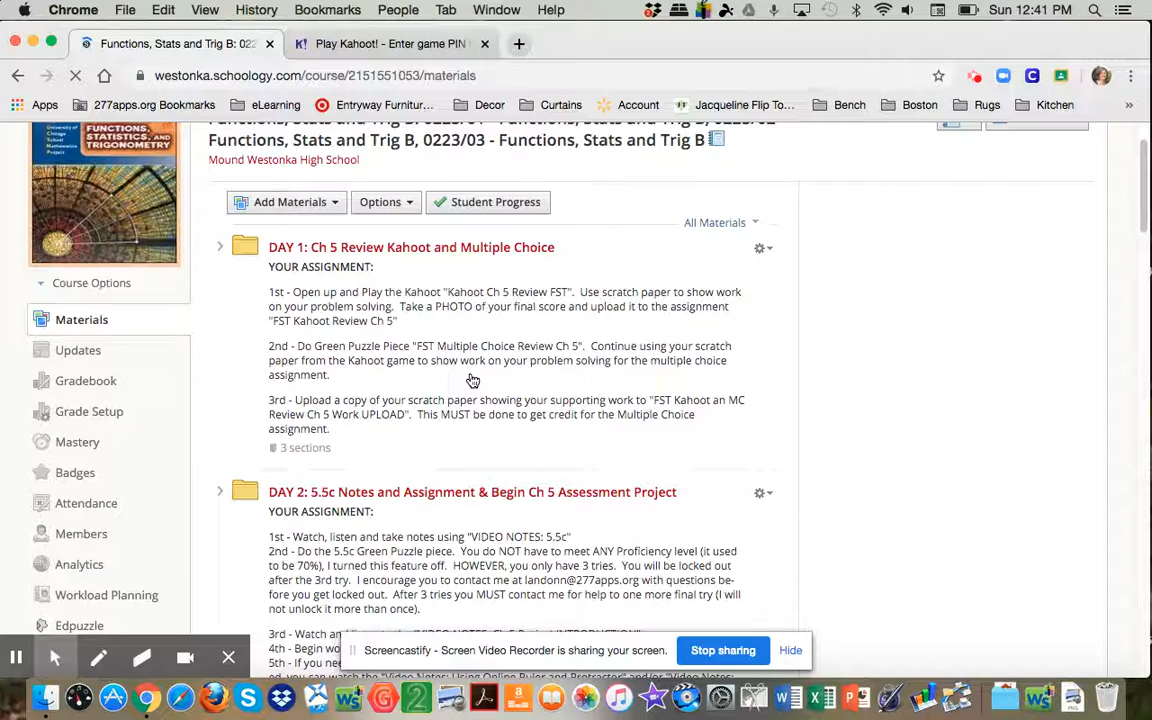 Chrome File Edit View History Bookmarks People Tab Window Help Sun 12:41 PM
Functions, Stats and Trig B: 022 K! Play Kahoot! - Enter game PIN
westonka.schoology.com/course/2151551053/materials
Apps 277apps.org Bookmarks eLearning Entryway Furnitur... Decor Curtains Account Jacqueline Flip To... Bench Boston Rugs Kitchen »
University of Chicago School Mathematics Project
FUNCTIONS, STATISTICS, AND TRIGONOMETRY
Functions, Stats and Trig B, 0223/03 - Functions, Stats and Trig B
Mound Westonka High School
Add Materials Options Student Progress
All Materials
DAY 1: Ch 5 Review Kahoot and Multiple Choice
YOUR ASSIGNMENT:
1st - Open up and Play the Kahoot "Kahoot Ch 5 Review FST". Use scratch paper to show work
on your problem solving. Take a PHOTO of your final score and upload it to the assignment
"FST Kahoot Review Ch 5"
2nd - Do Green Puzzle Piece "FST Multiple Choice Review Ch 5". Continue using your scratch
paper from the Kahoot game to show work on your problem solving for the multiple choice
assignment.
3rd - Upload a copy of your scratch paper showing your supporting work to "FST Kahoot an MC
Review Ch 5 Work UPLOAD". This MUST be done to get credit for the Multiple Choice
assignment.
3 sections
DAY 2: 5.5c Notes and Assignment & Begin Ch 5 Assessment Project
YOUR ASSIGNMENT:
1st - Watch, listen and take notes using "VIDEO NOTES: 5.5c"
2nd - Do the 5.5c Green Puzzle piece. You do NOT have to meet ANY Proficiency level (it used
to be 70%), I turned this feature off. HOWEVER, you only have 3 tries. You will be locked out
after the 3rd try. I encourage you to contact me at landonn@277apps.org with questions be-
fore you get locked out. After 3 tries you MUST contact me for help to one more final try (I will
not unlock it more than once).
3rd - Watch an
4th - Begin wo
5th - If you nee
Course Options
Materials
Updates
Gradebook
Grade Setup
Mastery
Badges
Attendance
Members
Analytics
Workload Planning
Edpuzzle
Screencastify - Screen Video Recorder is sharing your screen. Stop sharing Hide